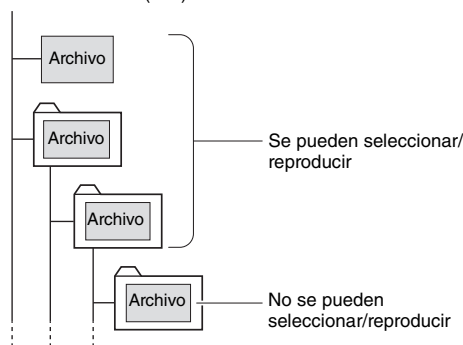 Archivo
Archivo
Se pueden seleccionar/
reproducir
Archivo
Archivo
No se pueden
seleccionar/reproducir